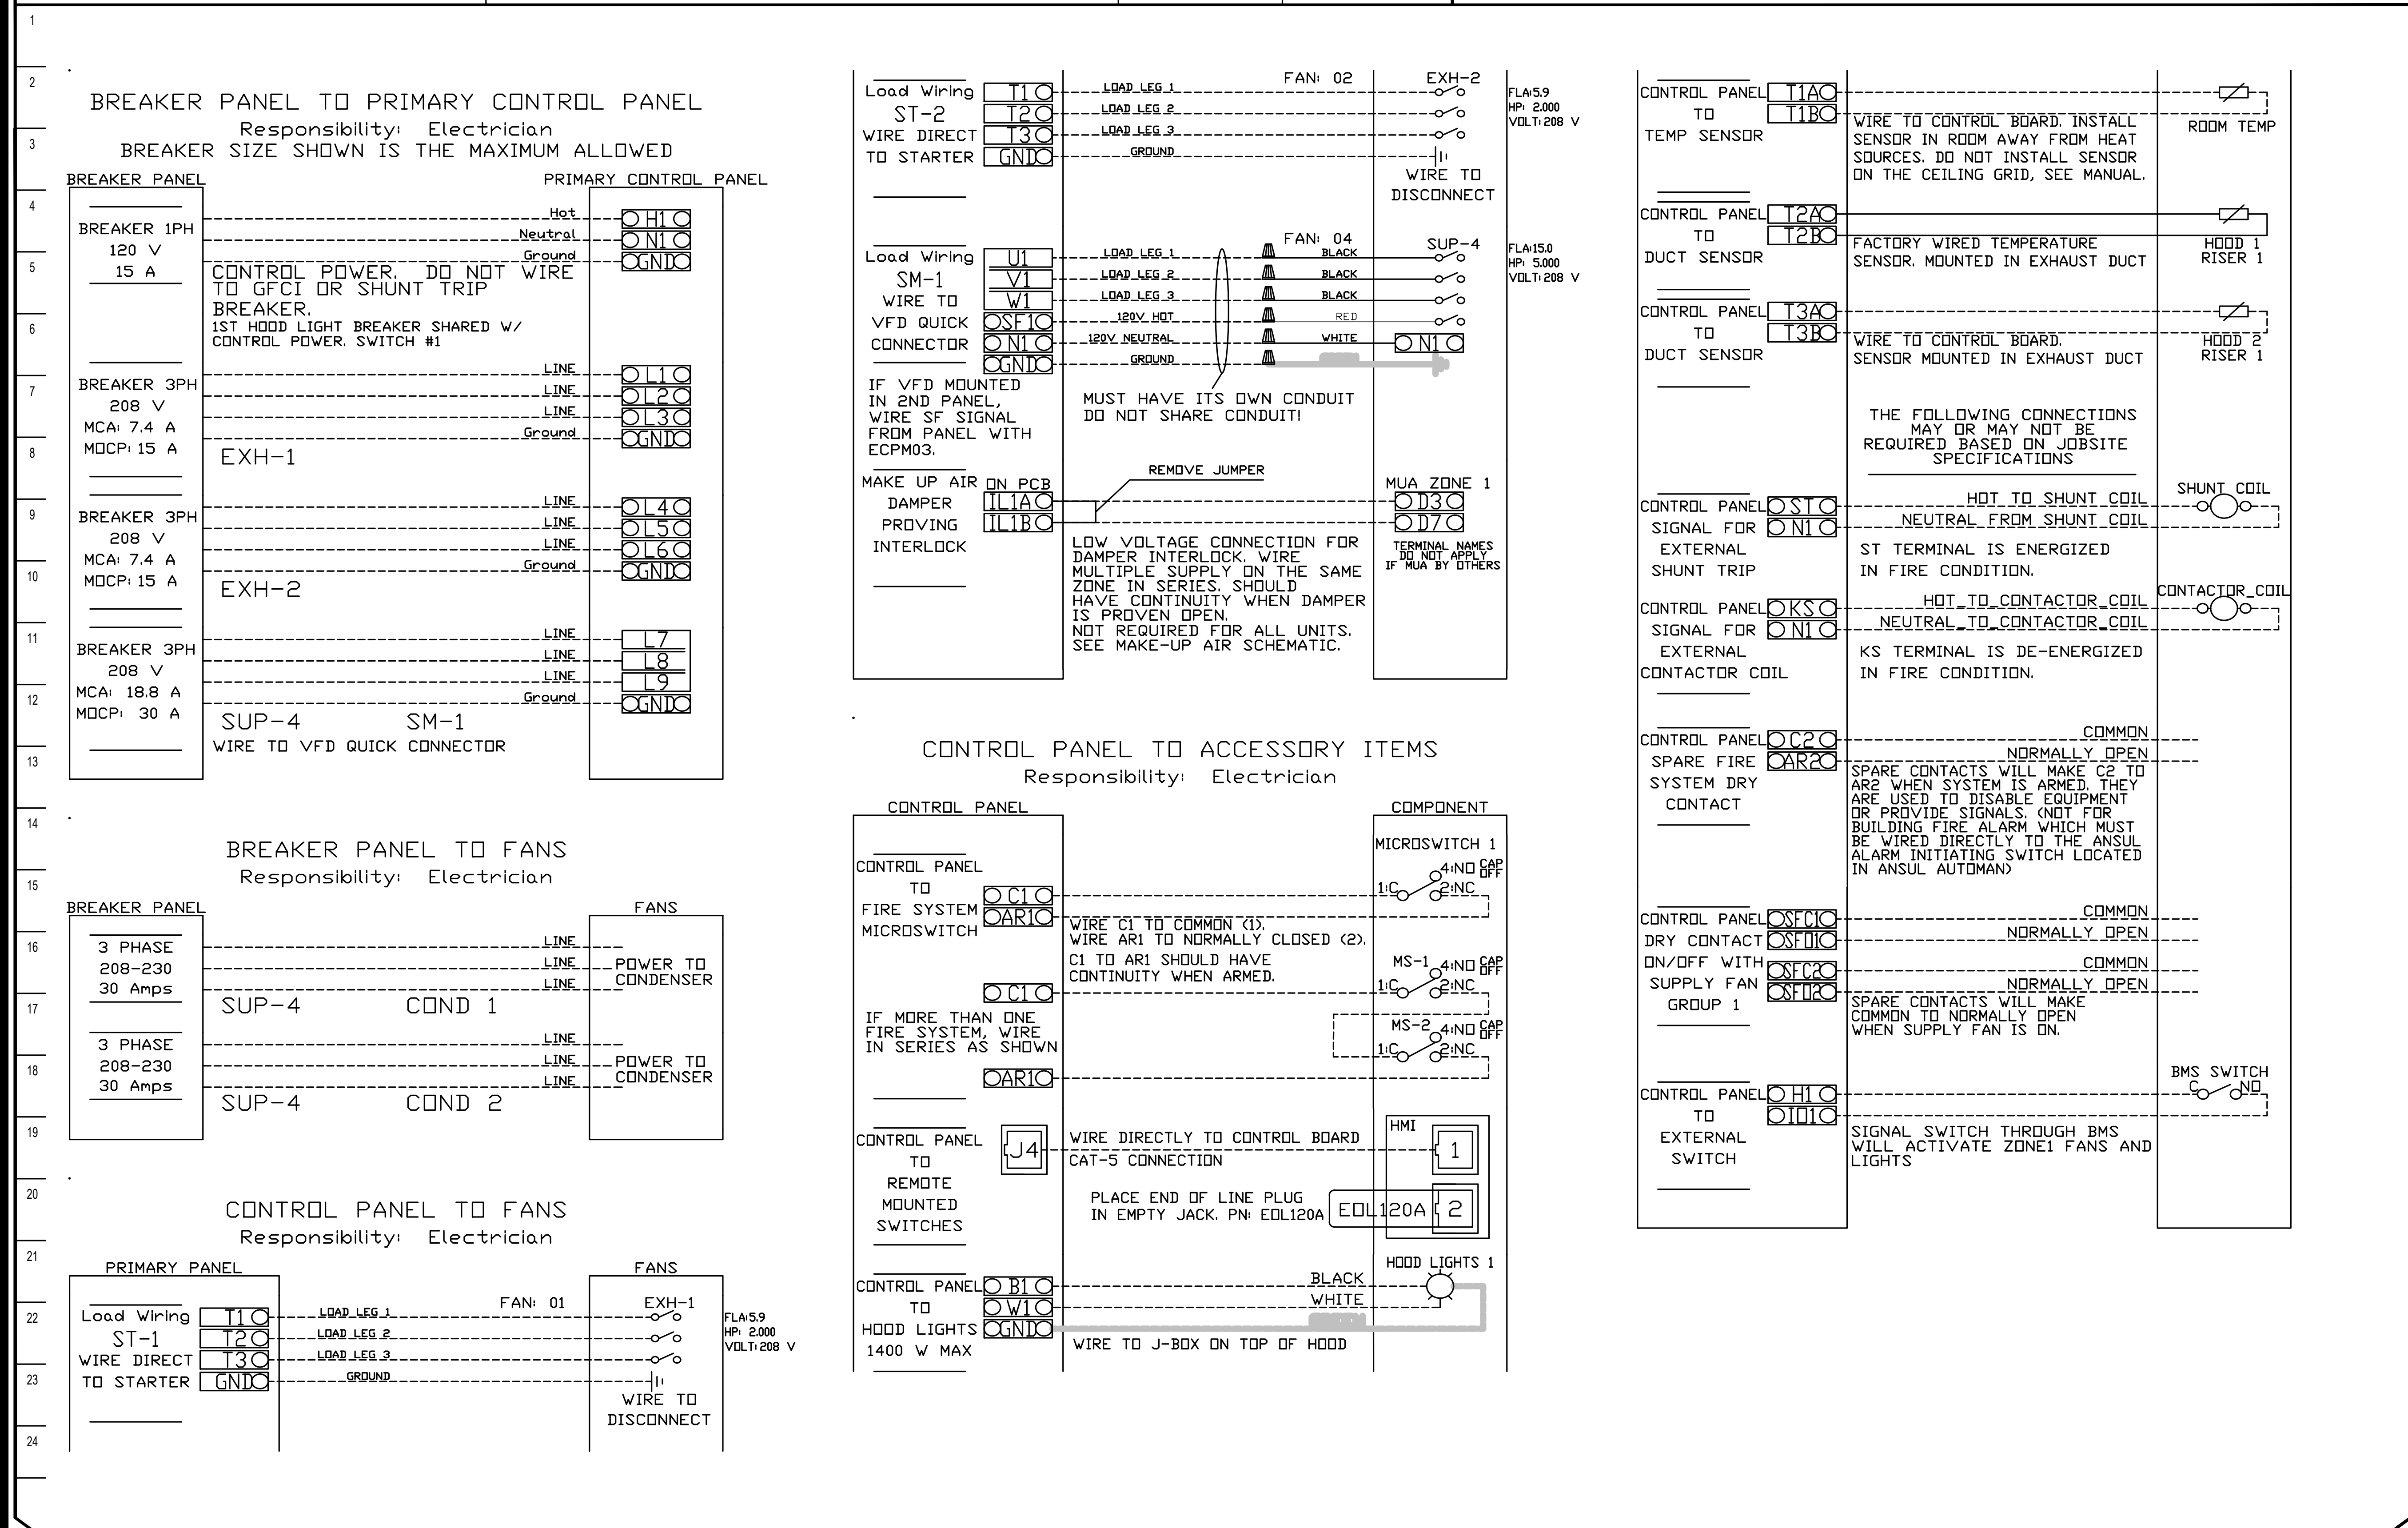 1
2
3
4
5
6
7
8
9
10
11
12
13
14
15
16
17
18
19
20
21
22
23
24
BREAKER PANEL TO PRIMARY CONTROL PANEL
Responsibility: Electrician
BREAKER SIZE SHOWN IS THE MAXIMUM ALLOWED
BREAKER PANEL
PRIMARY CONTROL PANEL
BREAKER 1PH
120 V
15 A
Hot
H1
Neutral
N1
Ground
GND
CONTROL POWER. DO NOT WIRE
TO GFCI OR SHUNT TRIP
BREAKER.
1ST HOOD LIGHT BREAKER SHARED W/
CONTROL POWER. SWITCH #1
BREAKER 3PH
208 V
MCA: 7.4 A
MOCP: 15 A
LINE
L1
LINE
L2
LINE
L3
Ground
GND
EXH-1
BREAKER 3PH
208 V
MCA: 7.4 A
MOCP: 15 A
LINE
L4
LINE
L5
LINE
L6
Ground
GND
EXH-2
BREAKER 3PH
208 V
MCA: 18.8 A
MOCP: 30 A
LINE
L7
LINE
L8
LINE
L9
Ground
GND
SUP-4 SM-1
WIRE TO VFD QUICK CONNECTOR
BREAKER PANEL TO FANS
Responsibility: Electrician
BREAKER PANEL
FANS
3 PHASE
208-230
30 Amps
LINE
LINE
LINE
POWER TO
CONDENSER
SUP-4 COND 1
3 PHASE
208-230
30 Amps
LINE
LINE
LINE
POWER TO
CONDENSER
SUP-4 COND 2
CONTROL PANEL TO FANS
Responsibility: Electrician
PRIMARY PANEL
FANS
Load Wiring
ST-1
WIRE DIRECT
TO STARTER
T1
T2
T3
GND
LOAD LEG 1
LOAD LEG 2
LOAD LEG 3
GROUND
FAN: 01
EXH-1
WIRE TO
DISCONNECT
FLA:5.9
HP: 2.000
VOLT:208 V
Load Wiring
ST-2
WIRE DIRECT
TO STARTER
T1
T2
T3
GND
LOAD LEG 1
LOAD LEG 2
LOAD LEG 3
GROUND
FAN: 02
EXH-2
WIRE TO
DISCONNECT
FLA:5.9
HP: 2.000
VOLT:208 V
Load Wiring
SM-1
WIRE TO
VFD QUICK
CONNECTOR
U1
V1
W1
SF1
N1
GND
LOAD LEG 1
LOAD LEG 2
LOAD LEG 3
120V HOT
120V NEUTRAL
GROUND
FAN: 04
BLACK
BLACK
BLACK
RED
WHITE
SUP-4
N1
FLA:15.0
HP: 5.000
VOLT:208 V
IF VFD MOUNTED
IN 2ND PANEL,
WIRE SF SIGNAL
FROM PANEL WITH
ECPM03.
MUST HAVE ITS OWN CONDUIT
DO NOT SHARE CONDUIT!
MAKE UP AIR
DAMPER
PROVING
INTERLOCK
ON PCB
IL1A
IL1B
REMOVE JUMPER
MUA ZONE 1
D3
D7
TERMINAL NAMES
DO NOT APPLY
IF MUA BY OTHERS
LOW VOLTAGE CONNECTION FOR
DAMPER INTERLOCK. WIRE
MULTIPLE SUPPLY ON THE SAME
ZONE IN SERIES. SHOULD
HAVE CONTINUITY WHEN DAMPER
IS PROVEN OPEN.
NOT REQUIRED FOR ALL UNITS.
SEE MAKE-UP AIR SCHEMATIC.
CONTROL PANEL TO ACCESSORY ITEMS
Responsibility: Electrician
CONTROL PANEL
COMPONENT
CONTROL PANEL
TO
FIRE SYSTEM
MICROSWITCH
C1
AR1
MICROSWITCH 1
4:NO CAP OFF
1:C 2:NC
WIRE C1 TO COMMON (1).
WIRE AR1 TO NORMALLY CLOSED (2).
C1 TO AR1 SHOULD HAVE
CONTINUITY WHEN ARMED.
C1
MS-1 4:NO CAP OFF
1:C 2:NC
IF MORE THAN ONE
FIRE SYSTEM, WIRE
IN SERIES AS SHOWN
MS-2 4:NO CAP OFF
1:C 2:NC
AR1
CONTROL PANEL
TO
REMOTE
MOUNTED
SWITCHES
J4
WIRE DIRECTLY TO CONTROL BOARD
CAT-5 CONNECTION
HMI
1
PLACE END OF LINE PLUG
IN EMPTY JACK. PN: EOL120A
EOL120A
2
CONTROL PANEL
TO
HOOD LIGHTS
1400 W MAX
B1
W1
GND
BLACK
WHITE
HOOD LIGHTS 1
WIRE TO J-BOX ON TOP OF HOOD
CONTROL PANEL
TO
TEMP SENSOR
T1A
T1B
ROOM TEMP
WIRE TO CONTROL BOARD. INSTALL
SENSOR IN ROOM AWAY FROM HEAT
SOURCES. DO NOT INSTALL SENSOR
ON THE CEILING GRID, SEE MANUAL.
CONTROL PANEL
TO
DUCT SENSOR
T2A
T2B
FACTORY WIRED TEMPERATURE
SENSOR. MOUNTED IN EXHAUST DUCT
HOOD 1
RISER 1
CONTROL PANEL
TO
DUCT SENSOR
T3A
T3B
WIRE TO CONTROL BOARD.
SENSOR MOUNTED IN EXHAUST DUCT
HOOD 2
RISER 1
THE FOLLOWING CONNECTIONS
MAY OR MAY NOT BE
REQUIRED BASED ON JOBSITE
SPECIFICATIONS
CONTROL PANEL
SIGNAL FOR
EXTERNAL
SHUNT TRIP
ST
N1
HOT TO SHUNT COIL
NEUTRAL FROM SHUNT COIL
SHUNT COIL
ST TERMINAL IS ENERGIZED
IN FIRE CONDITION.
CONTROL PANEL
SIGNAL FOR
EXTERNAL
CONTACTOR COIL
KS
N1
HOT_TO_CONTACTOR_COIL
NEUTRAL_TO_CONTACTOR_COIL
CONTACTOR_COIL
KS TERMINAL IS DE-ENERGIZED
IN FIRE CONDITION.
CONTROL PANEL
SPARE FIRE
SYSTEM DRY
CONTACT
C2
AR2
COMMON
NORMALLY OPEN
SPARE CONTACTS WILL MAKE C2 TO
AR2 WHEN SYSTEM IS ARMED. THEY
ARE USED TO DISABLE EQUIPMENT
OR PROVIDE SIGNALS. (NOT FOR
BUILDING FIRE ALARM WHICH MUST
BE WIRED DIRECTLY TO THE ANSUL
ALARM INITIATING SWITCH LOCATED
IN ANSUL AUTOMAN)
CONTROL PANEL
DRY CONTACT
ON/OFF WITH
SUPPLY FAN
GROUP 1
SFC1
SFO1
SFC2
SFO2
COMMON
NORMALLY OPEN
COMMON
NORMALLY OPEN
SPARE CONTACTS WILL MAKE
COMMON TO NORMALLY OPEN
WHEN SUPPLY FAN IS ON.
CONTROL PANEL
TO
EXTERNAL
SWITCH
H1
IO1
BMS SWITCH
C NO
SIGNAL SWITCH THROUGH BMS
WILL ACTIVATE ZONE1 FANS AND
LIGHTS